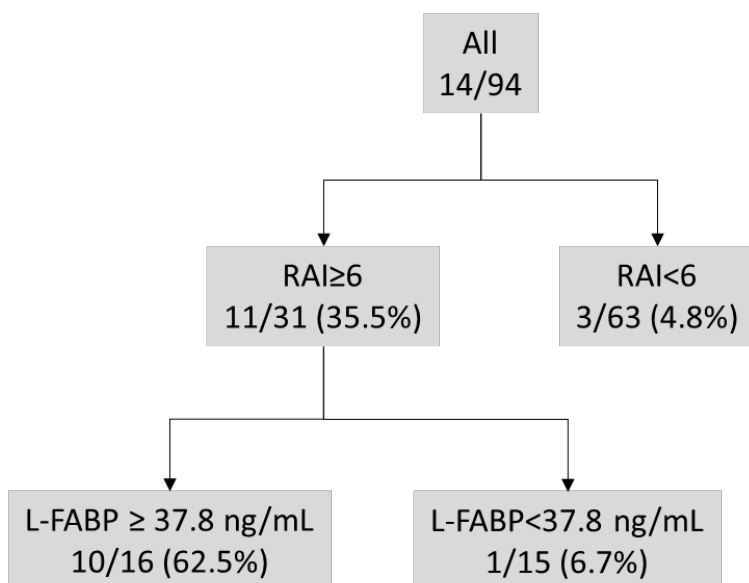 All
14/94
RAI≥6
11/31 (35.5%)
RAI<6
3/63 (4.8%)
L-FABP ≥ 37.8 ng/mL
10/16 (62.5%)
L-FABP<37.8 ng/mL
1/15 (6.7%)